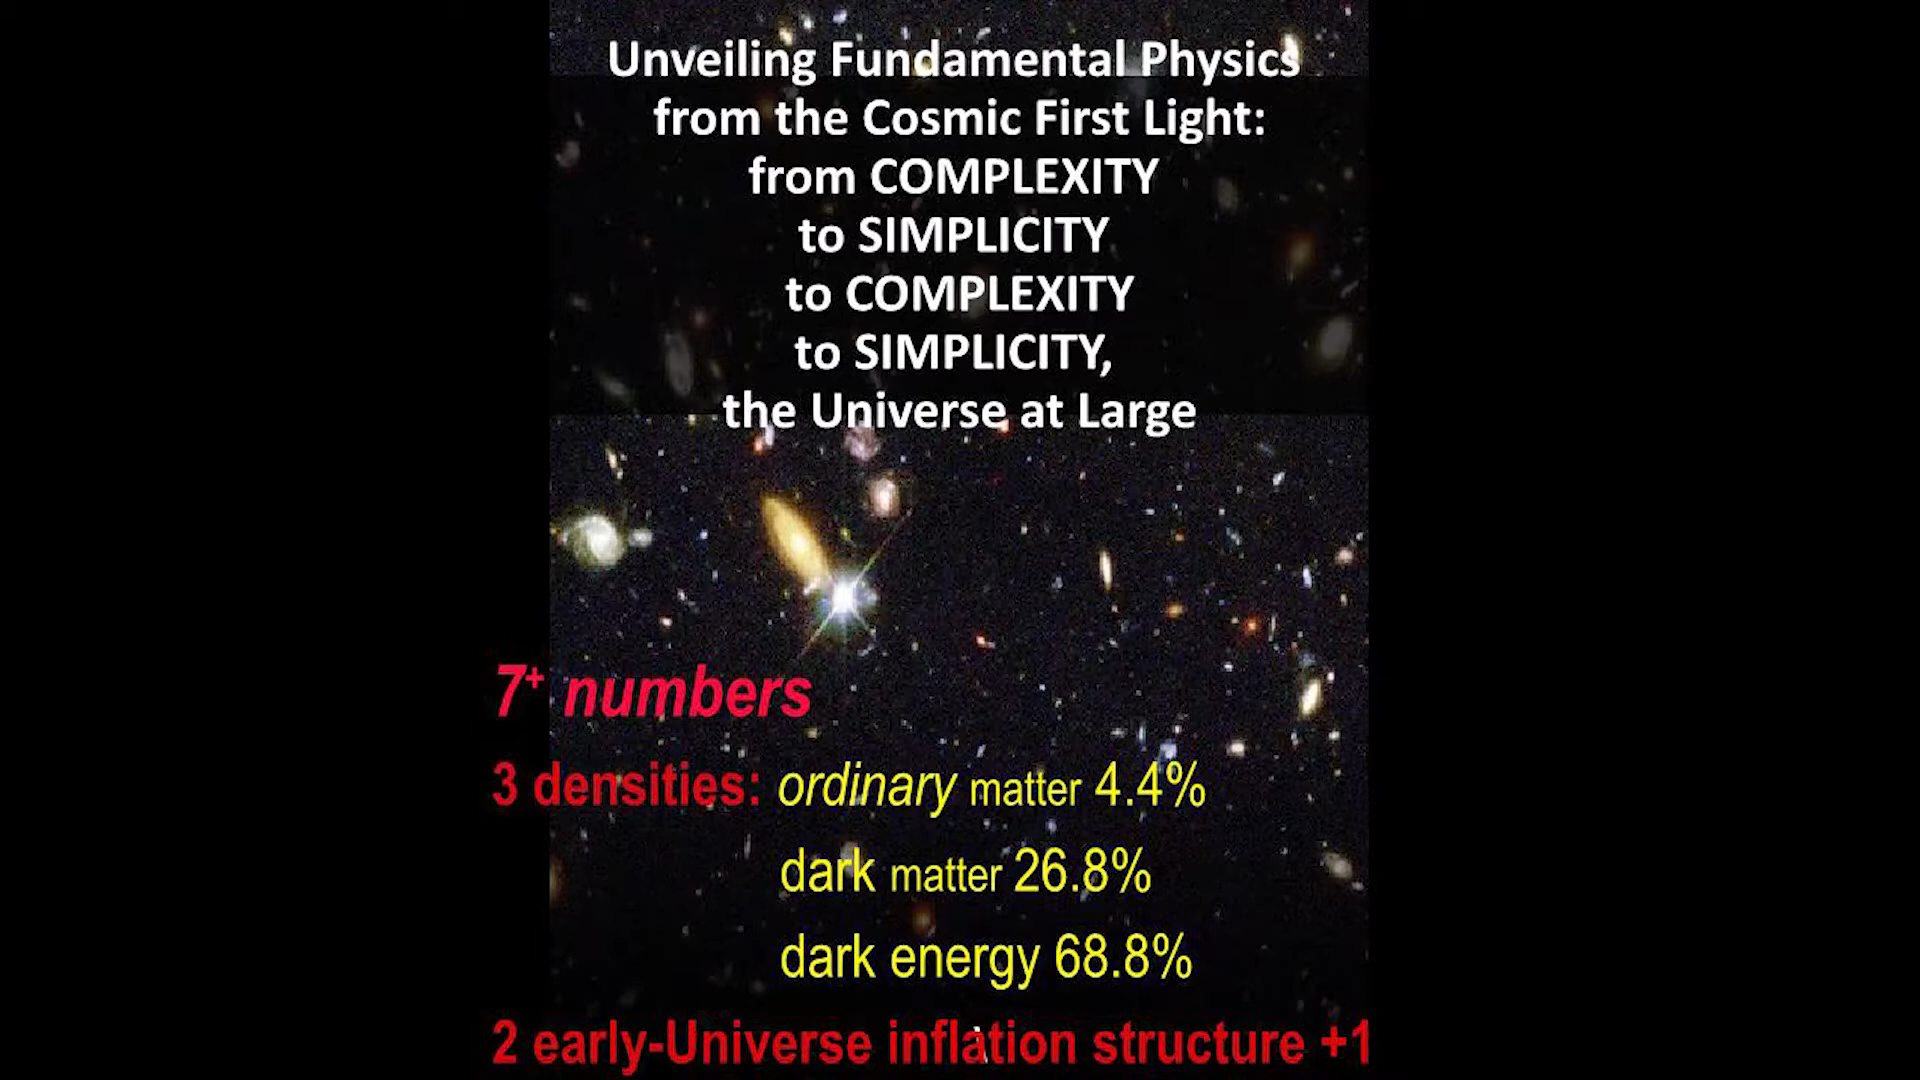 Unveiling Fundamental Physics
from the Cosmic First Light:
from COMPLEXITY
to SIMPLICITY
to COMPLEXITY
to SIMPLICITY,
the Universe at Large
7+ numbers
3 densities: ordinary matter 4.4%
dark matter 26.8%
dark energy 68.8%
2 early-Universe inflation structure +1